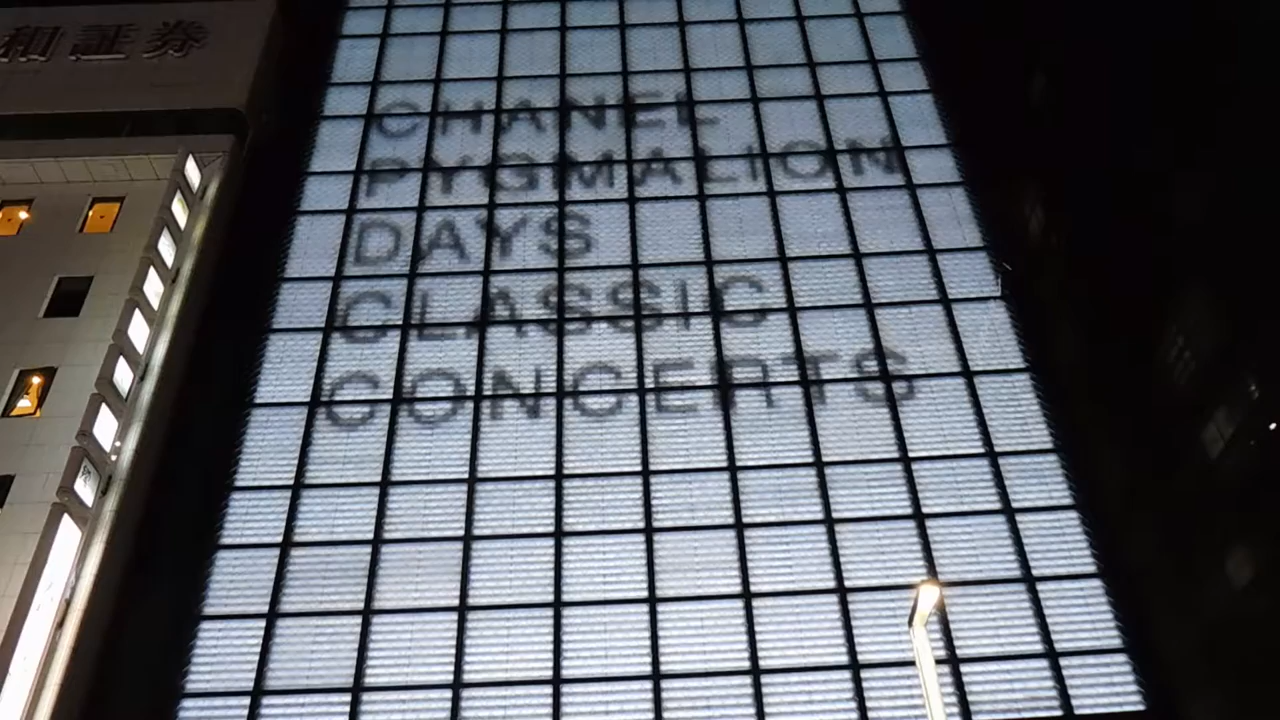 和証券
CHANEL
PYGMALION
DAYS
CLASSIC
CONCERTS